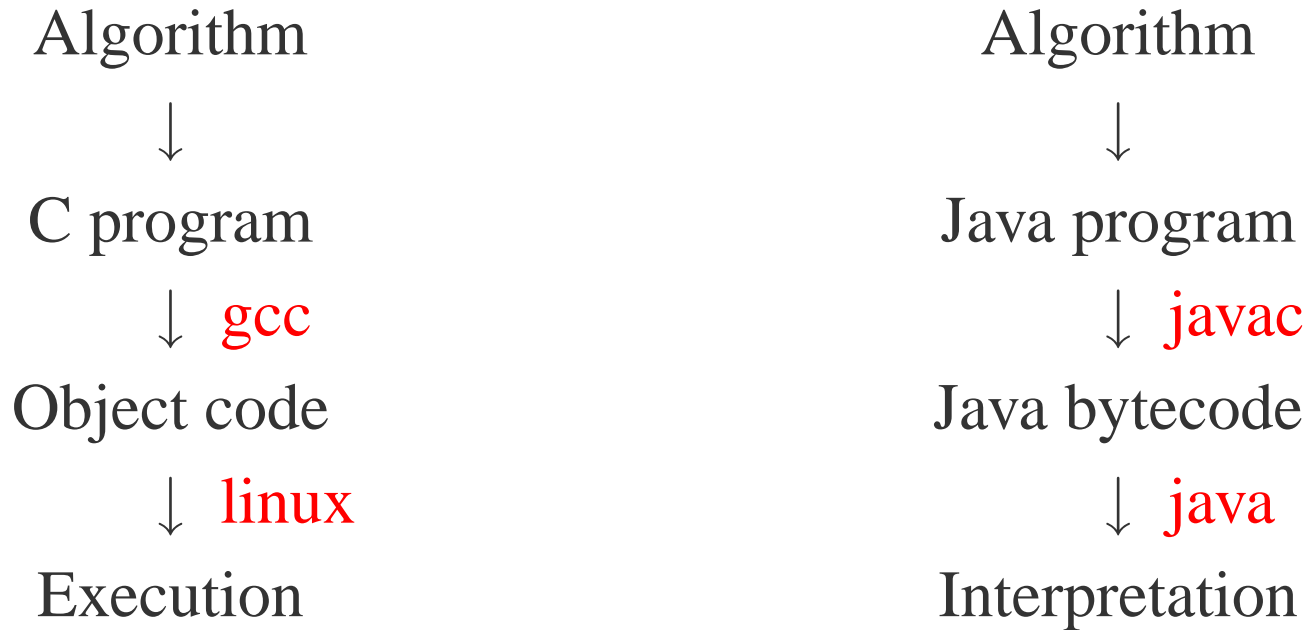 Algorithm
↓
C program
↓ gcc
Object code
↓ linux
Execution
Algorithm
↓
Java program
↓ javac
Java bytecode
↓ java
Interpretation